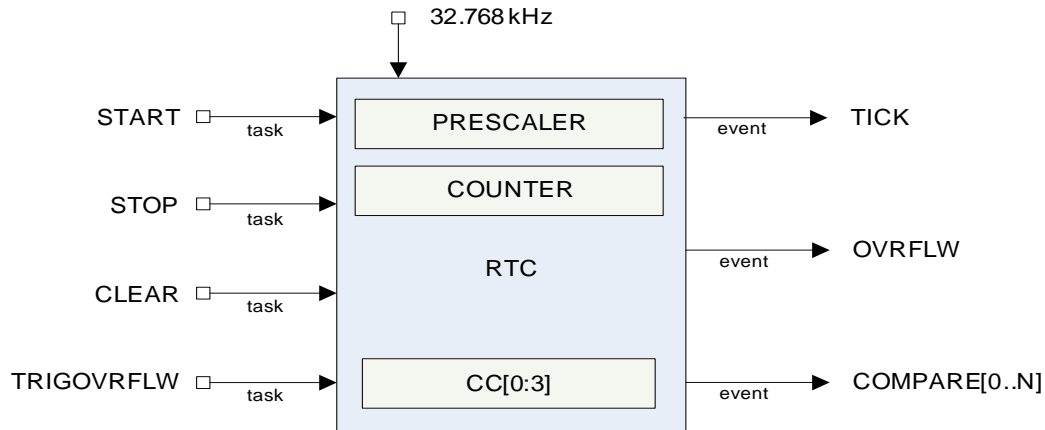 32.768 kHz
START
task
PRESCALER
event
TICK
STOP
task
COUNTER
RTC
event
OVRFLW
CLEAR
task
TRIGOVRFLW
task
CC[0:3]
event
COMPARE[0..N]